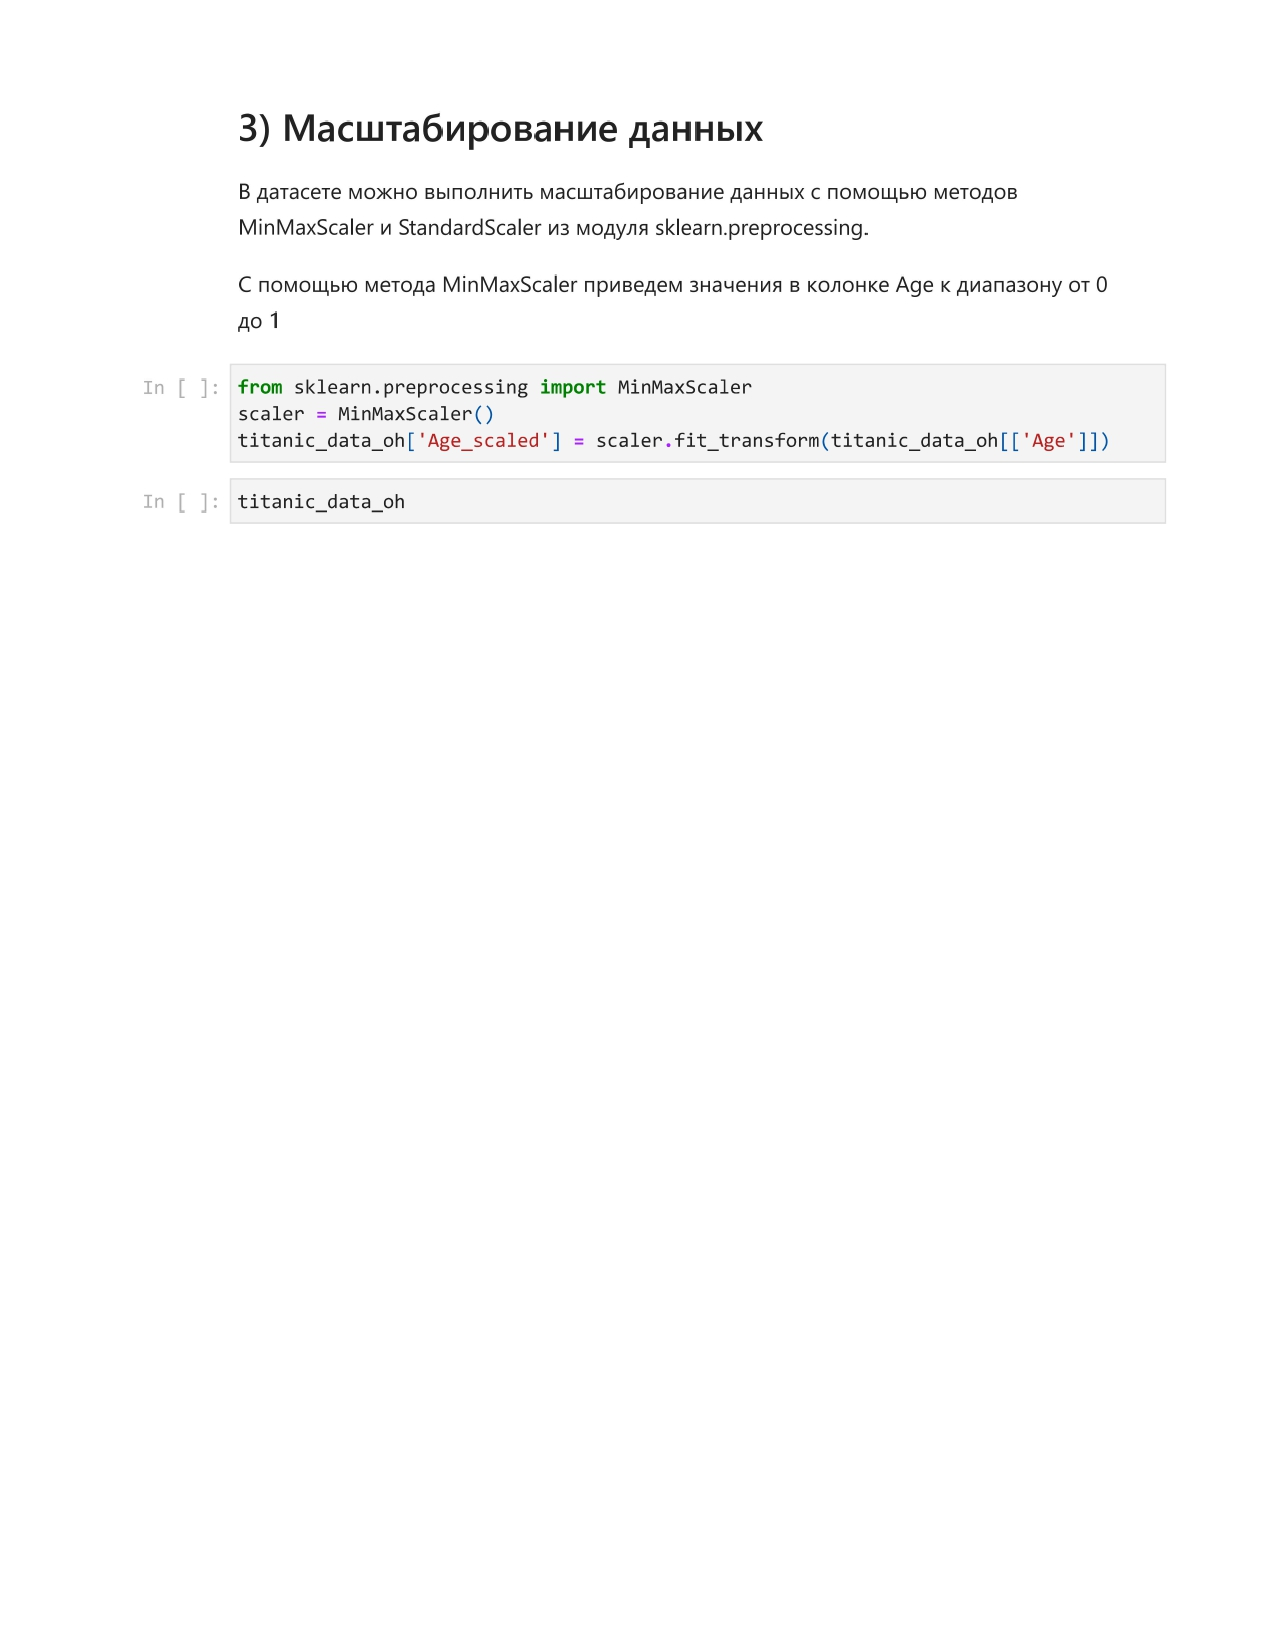 3) Масштабирование данных
В датасете можно выполнить масштабирование данных с помощью методов
MinMaxScaler и StandardScaler из модуля sklearn.preprocessing.
С помощью метода MinMaxScaler приведем значения в колонке Age к диапазону от 0
до 1
In [ ]: from sklearn.preprocessing import MinMaxScaler
scaler = MinMaxScaler()
titanic_data_oh['Age_scaled'] = scaler.fit_transform(titanic_data_oh[['Age']])
In [ ]: titanic_data_oh